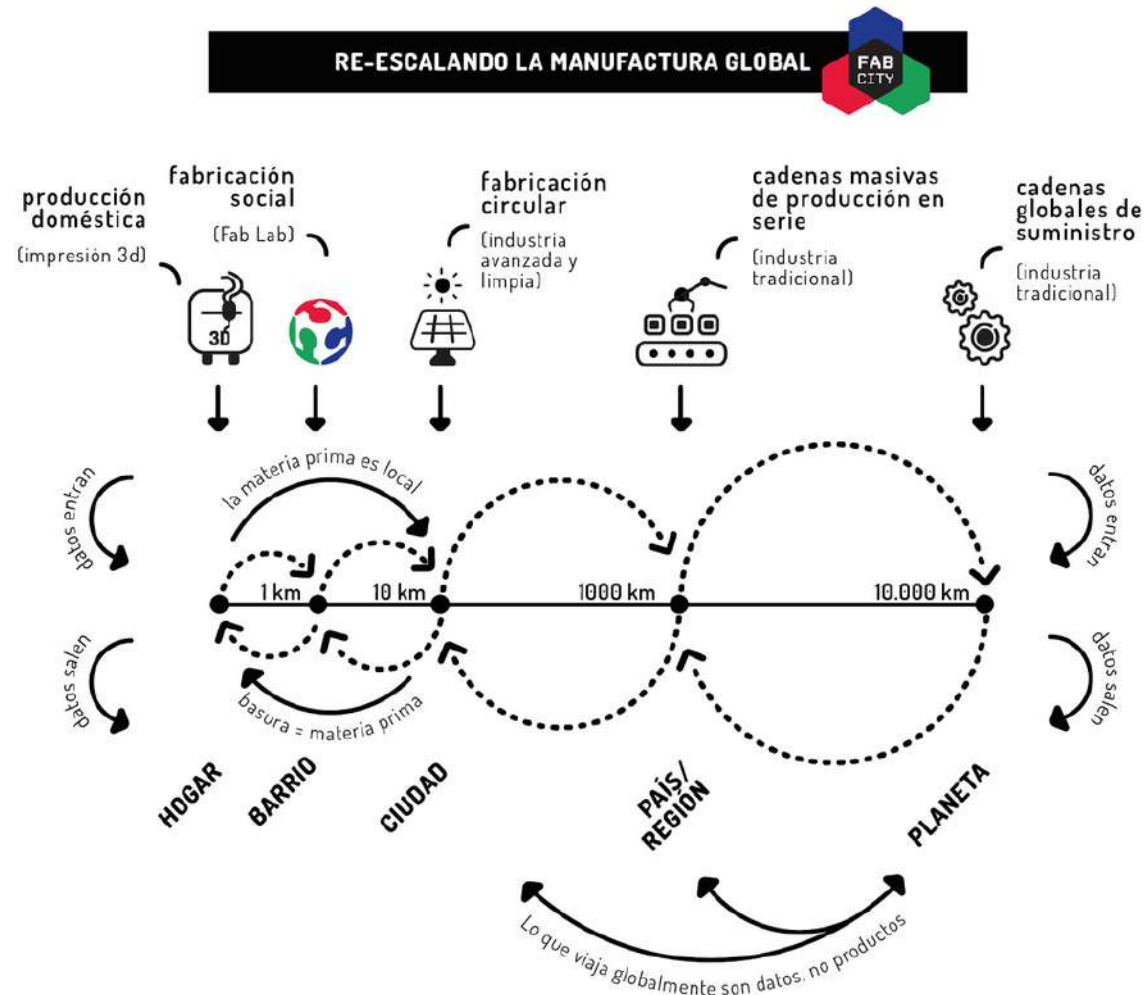 RE-ESCALANDO LA MANUFACTURA GLOBAL
FAB
CITY
producción
doméstica
(impresión 3d)
fabricación
social
(Fab Lab)
fabricación
circular
(industria
avanzada y
limpia)
cadenas masivas
de producción en
serie
(industria
tradicional)
cadenas
globales de
suministro
(industria
tradicional)
3D
datos entran
la materia prima es local
datos entran
1 km
10 km
1000 km
10.000 km
datos salen
basura = materia prima
datos salen
HOGAR
BARRIO
CIUDAD
PAÍS/
REGIÓN
PLANETA
Lo que viaja globalmente son datos, no productos